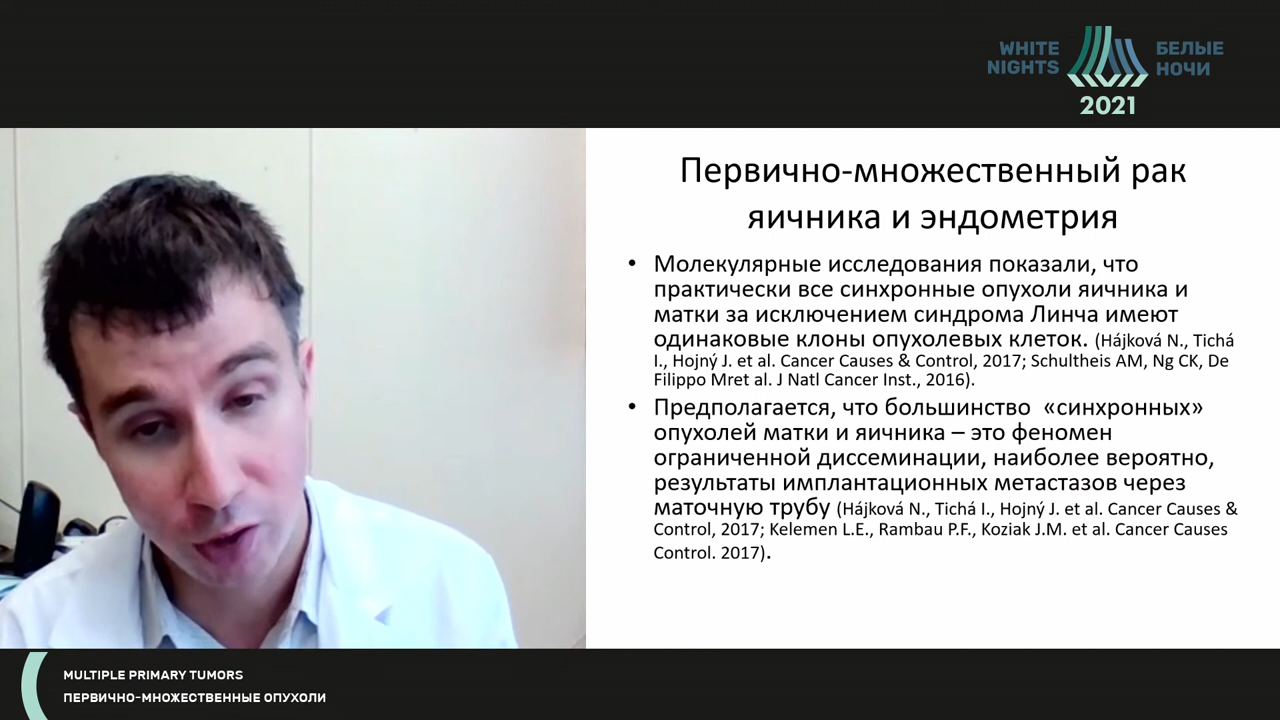 WHITE NIGHTS
БЕЛЫЕ НОЧИ
2021
Первично-множественный рак
яичника и эндометрия
• Молекулярные исследования показали, что
практически все синхронные опухоли яичника и
матки за исключением синдрома Линча имеют
одинаковые клоны опухолевых клеток. (Hájková N., Tichá
I., Hojný J. et al. Cancer Causes & Control, 2017; Schultheis AM, Ng CK, De
Filippo Mret al. J Natl Cancer Inst., 2016).
• Предполагается, что большинство «синхронных»
опухолей матки и яичника – это феномен
ограниченной диссеминации, наиболее вероятно,
результаты имплантационных метастазов через
маточную трубу (Hájková N., Tichá I., Hojný J. et al. Cancer Causes &
Control, 2017; Kelemen L.E., Rambau P.F., Koziak J.M. et al. Cancer Causes
Control. 2017).
MULTIPLE PRIMARY TUMORS
ПЕРВИЧНО-МНОЖЕСТВЕННЫЕ ОПУХОЛИ